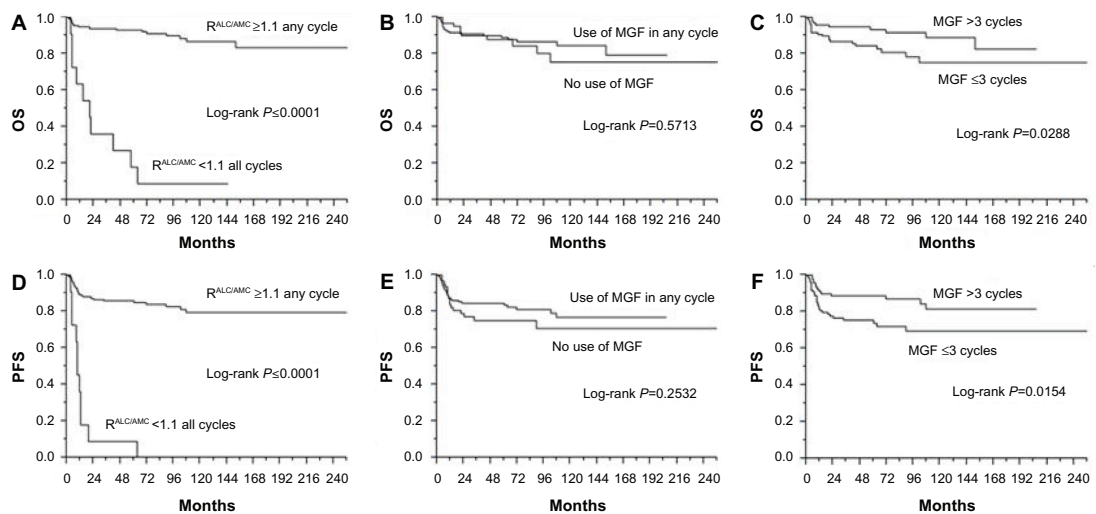 A
1.0
0.8
0.6
0.4
0.2
0.0
OS
R^ALC/AMC ≥1.1 any cycle
Log-rank P≤0.0001
R^ALC/AMC <1.1 all cycles
0 24 48 72 96 120 144 168 192 216 240
Months
B
1.0
0.8
0.6
0.4
0.2
0.0
OS
Use of MGF in any cycle
No use of MGF
Log-rank P=0.5713
0 24 48 72 96 120 144 168 192 216 240
Months
C
1.0
0.8
0.6
0.4
0.2
0.0
OS
MGF >3 cycles
MGF ≤3 cycles
Log-rank P=0.0288
0 24 48 72 96 120 144 168 192 216 240
Months
D
1.0
0.8
0.6
0.4
0.2
0.0
PFS
R^ALC/AMC ≥1.1 any cycle
Log-rank P≤0.0001
R^ALC/AMC <1.1 all cycles
0 24 48 72 96 120 144 168 192 216 240
Months
E
1.0
0.8
0.6
0.4
0.2
0.0
PFS
Use of MGF in any cycle
No use of MGF
Log-rank P=0.2532
0 24 48 72 96 120 144 168 192 216 240
Months
F
1.0
0.8
0.6
0.4
0.2
0.0
PFS
MGF >3 cycles
MGF ≤3 cycles
Log-rank P=0.0154
0 24 48 72 96 120 144 168 192 216 240
Months